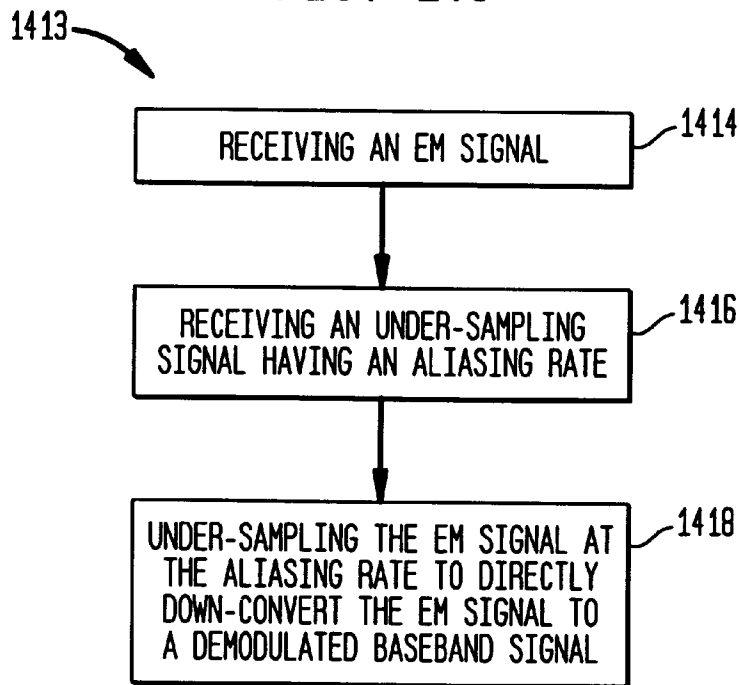 1413
RECEIVING AN EM SIGNAL
1414
RECEIVING AN UNDER-SAMPLING
SIGNAL HAVING AN ALIASING RATE
1416
UNDER-SAMPLING THE EM SIGNAL AT
THE ALIASING RATE TO DIRECTLY
DOWN-CONVERT THE EM SIGNAL TO
A DEMODULATED BASEBAND SIGNAL
1418